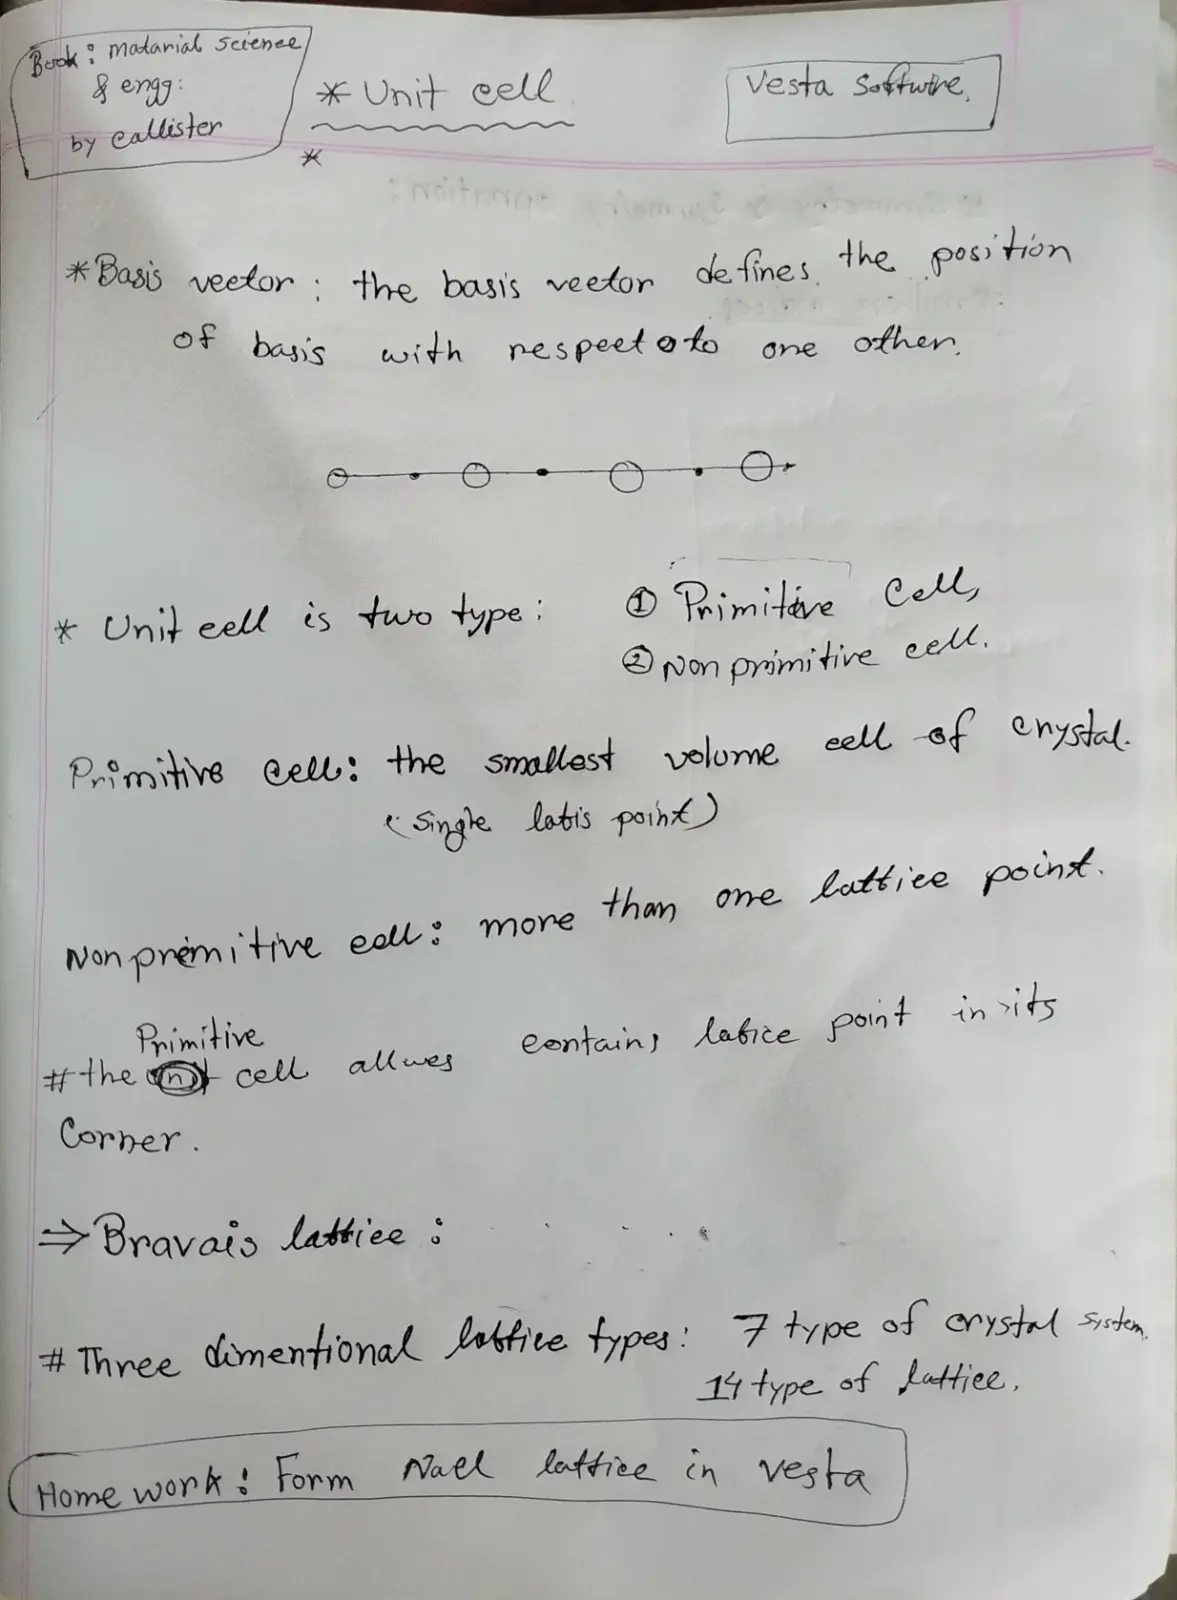 Book: matarial science
& engg:
by callister
* Unit cell
Vesta Softwre.
*
* Basis vector: the basis vector defines. the position
of basis with respect to one other.
* Unit cell is two type: ① Primitive Cell,
② Non primitive cell.
Primitive cell: the smallest volume cell of crystal.
(single latis point)
Non primitive cell: more than one lattice point.
Primitive
# the cell allwes contains latice point in its
Corner.
⇒ Bravais lattice:
# Three dimentional lattice types: 7 type of crystal system.
14 type of lattice.
Home work: Form Nacl lattice in vesta